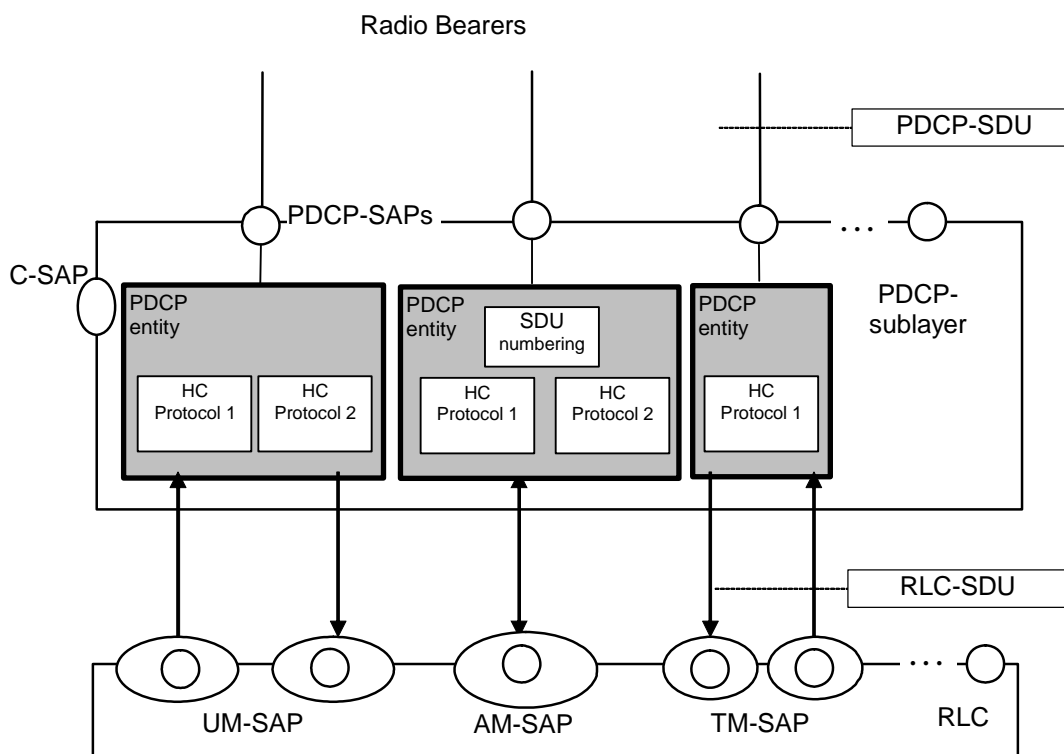 Radio Bearers
PDCP-SDU
PDCP-SAPs
...
C-SAP
PDCP
entity
HC
Protocol 1
HC
Protocol 2
PDCP
entity
SDU
numbering
HC
Protocol 1
HC
Protocol 2
PDCP
entity
HC
Protocol 1
PDCP-
sublayer
RLC-SDU
...
UM-SAP
AM-SAP
TM-SAP
RLC